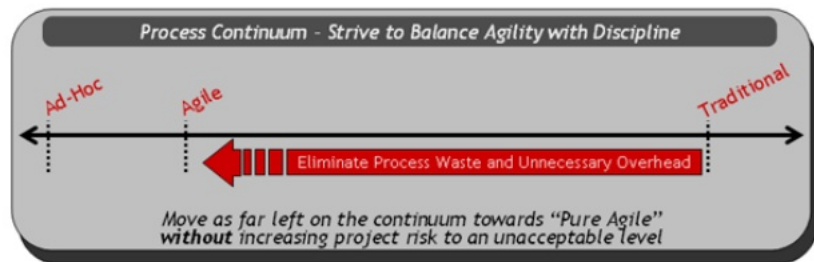 Process Continuum – Strive to Balance Agility with Discipline
Ad-Hoc
Agile
Traditional
Eliminate Process Waste and Unnecessary Overhead
Move as far left on the continuum towards “Pure Agile”
without increasing project risk to an unacceptable level